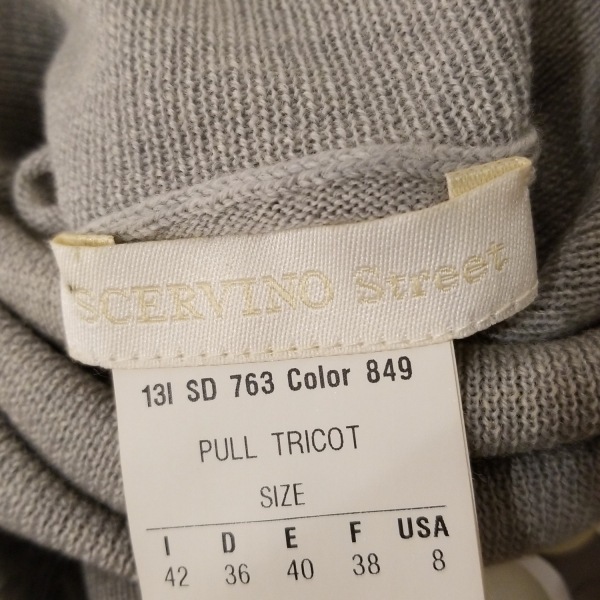 SCERVINO Street
13I SD 763 Color 849
PULL TRICOT
SIZE
I D E F USA
42 36 40 38 8